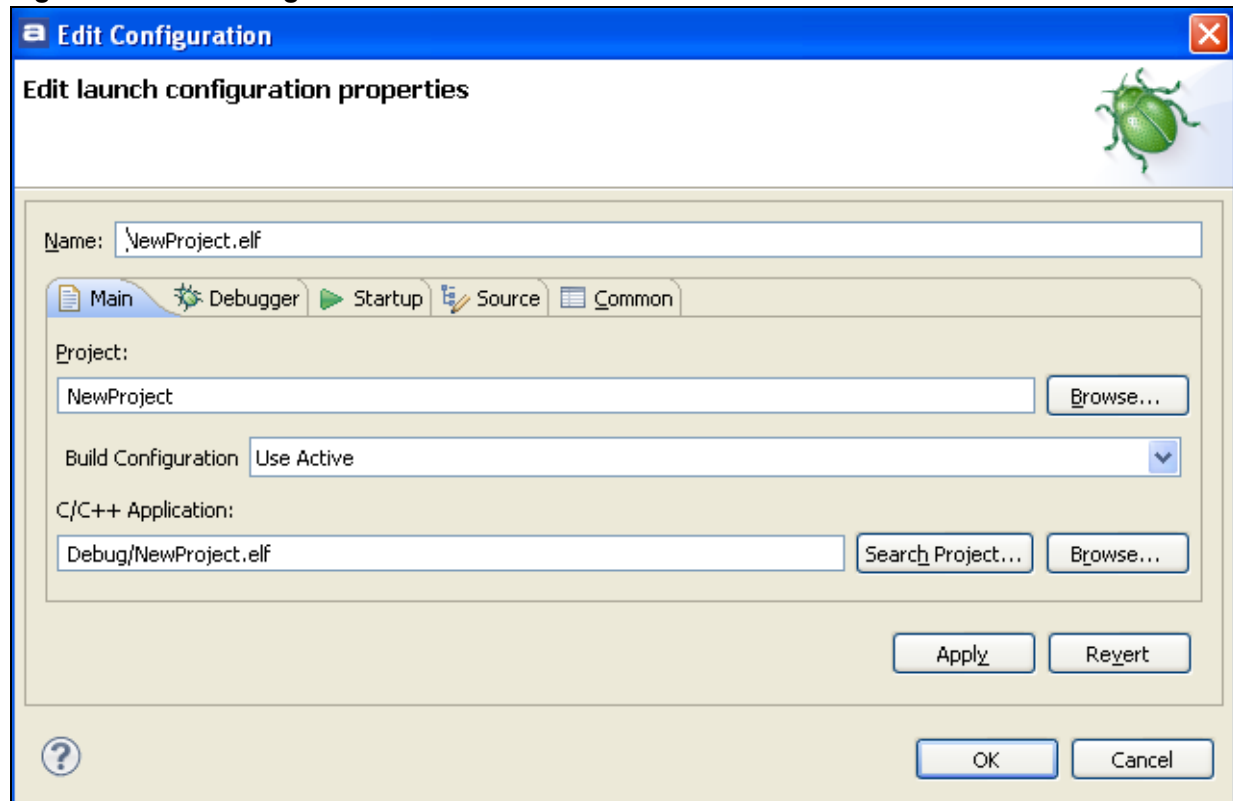 a Edit Configuration
Edit launch configuration properties
Name: NewProject.elf
Main Debugger Startup Source Common
Project:
NewProject Browse...
Build Configuration Use Active
C/C++ Application:
Debug/NewProject.elf Search Project... Browse...
Apply Revert
? OK Cancel